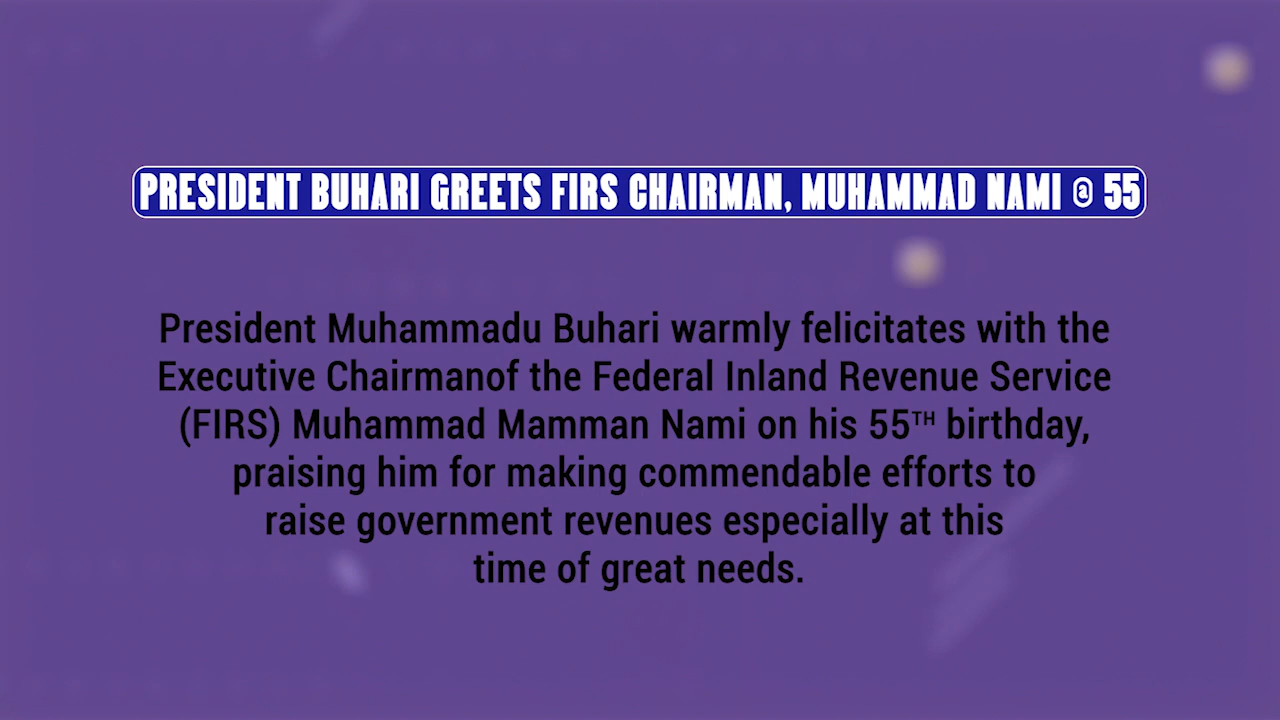 PRESIDENT BUHARI GREETS FIRS CHAIRMAN, MUHAMMAD NAMI @ 55
President Muhammadu Buhari warmly felicitates with the
Executive Chairmanof the Federal Inland Revenue Service
(FIRS) Muhammad Mamman Nami on his 55TH birthday,
praising him for making commendable efforts to
raise government revenues especially at this
time of great needs.